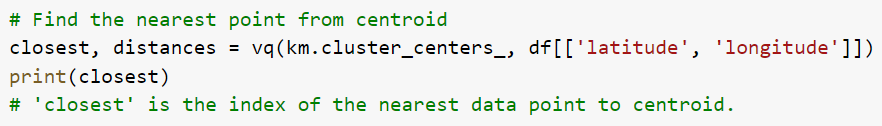 # Find the nearest point from centroid
closest, distances = vq(km.cluster_centers_, df[['latitude', 'longitude']])
print(closest)
# 'closest' is the index of the nearest data point to centroid.